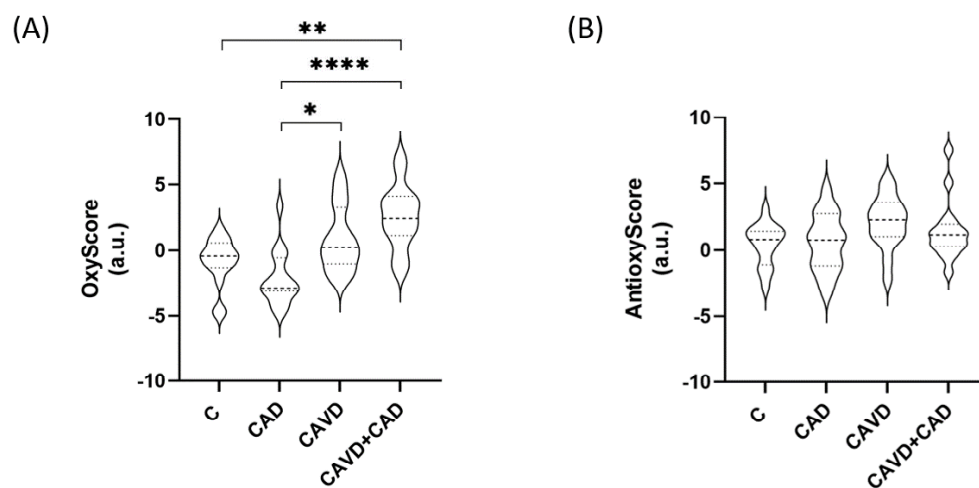 (A)
**
****
*
10
5
0
-5
-10
OxyScore
(a.u.)
C
CAD
CAVD
CAVD+CAD
(B)
10
5
0
-5
-10
AntioxyScore
(a.u.)
C
CAD
CAVD
CAVD+CAD